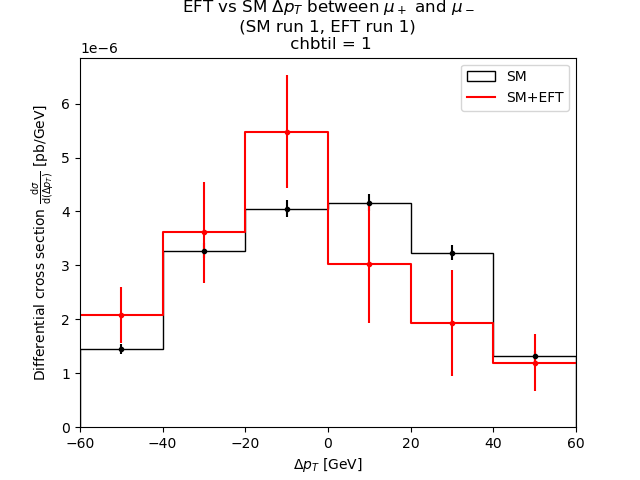 EFT vs SM Δp_T between μ_+ and μ_−
(SM run 1, EFT run 1)
chbtil = 1
1e−6
SM
SM+EFT
6
5
4
3
2
1
0
Differential cross section dσ/d(Δp_T) [pb/GeV]
−60 −40 −20 0 20 40 60
Δp_T [GeV]